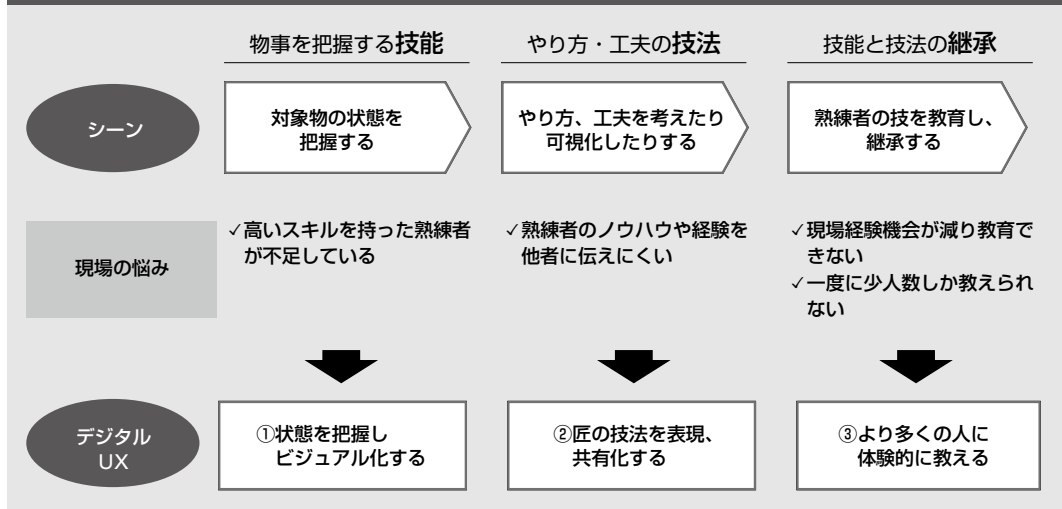 物事を把握する技能
やり方・工夫の技法
技能と技法の継承
シーン
対象物の状態を
把握する
やり方、工夫を考えたり
可視化したりする
熟練者の技を教育し、
継承する
現場の悩み
✓高いスキルを持った熟練者
が不足している
✓熟練者のノウハウや経験を
他者に伝えにくい
✓現場経験機会が減り教育で
きない
✓一度に少人数しか教えられ
ない
デジタル
UX
①状態を把握し
ビジュアル化する
②匠の技法を表現、
共有化する
③より多くの人に
体験的に教える